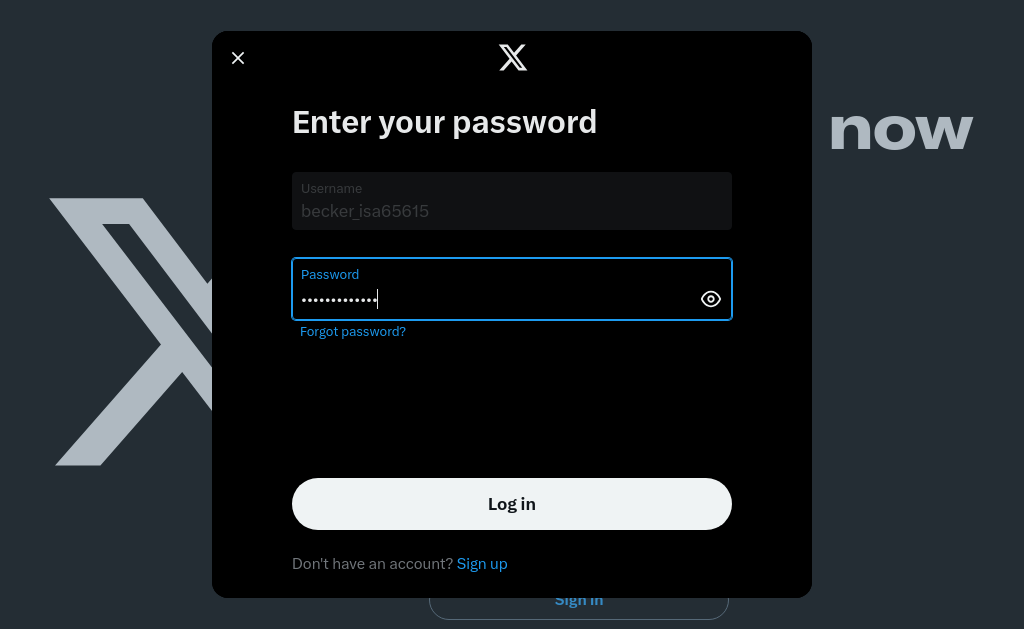 now
Enter your password
Username
becker_isa65615
Password
•••••••••••••
Forgot password?
Log in
Don't have an account? Sign up
Sign in